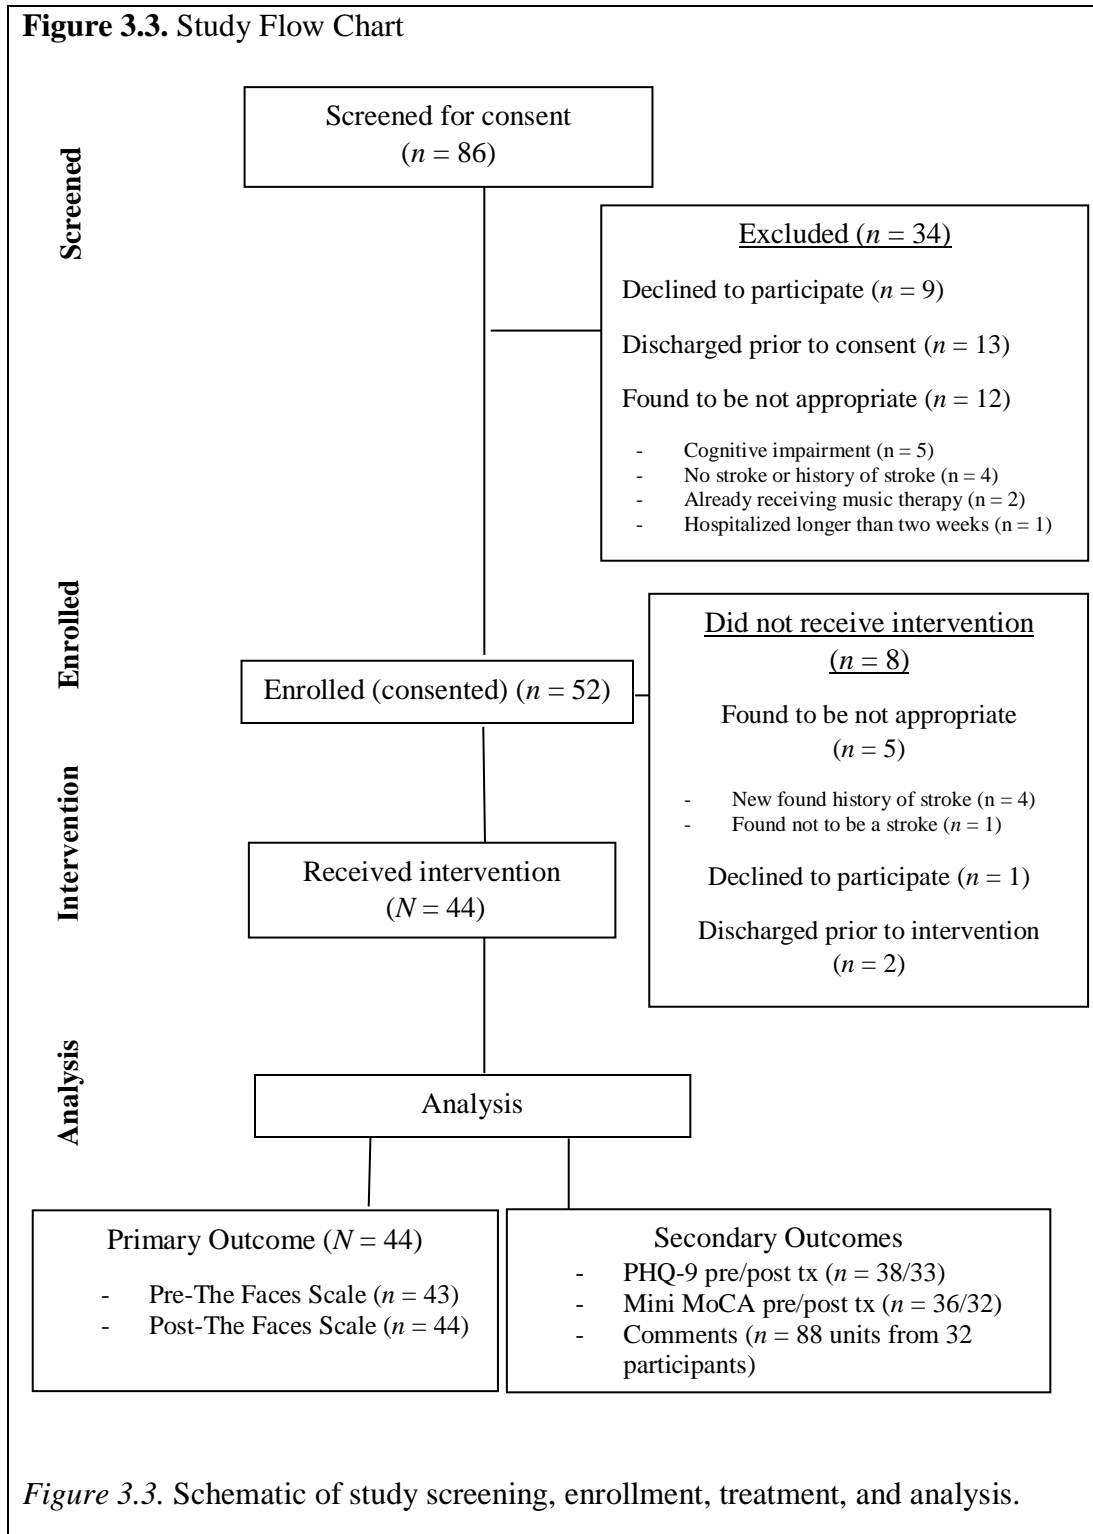 Figure 3.3. Study Flow Chart
Screened
Screened for consent
(n = 86)
Excluded (n = 34)
Declined to participate (n = 9)
Discharged prior to consent (n = 13)
Found to be not appropriate (n = 12)
- Cognitive impairment (n = 5)
- No stroke or history of stroke (n = 4)
- Already receiving music therapy (n = 2)
- Hospitalized longer than two weeks (n = 1)
Enrolled
Enrolled (consented) (n = 52)
Did not receive intervention
(n = 8)
Found to be not appropriate
(n = 5)
- New found history of stroke (n = 4)
- Found not to be a stroke (n = 1)
Declined to participate (n = 1)
Discharged prior to intervention
(n = 2)
Intervention
Received intervention
(N = 44)
Analysis
Analysis
Primary Outcome (N = 44)
- Pre-The Faces Scale (n = 43)
- Post-The Faces Scale (n = 44)
Secondary Outcomes
- PHQ-9 pre/post tx (n = 38/33)
- Mini MoCA pre/post tx (n = 36/32)
- Comments (n = 88 units from 32
participants)
Figure 3.3. Schematic of study screening, enrollment, treatment, and analysis.